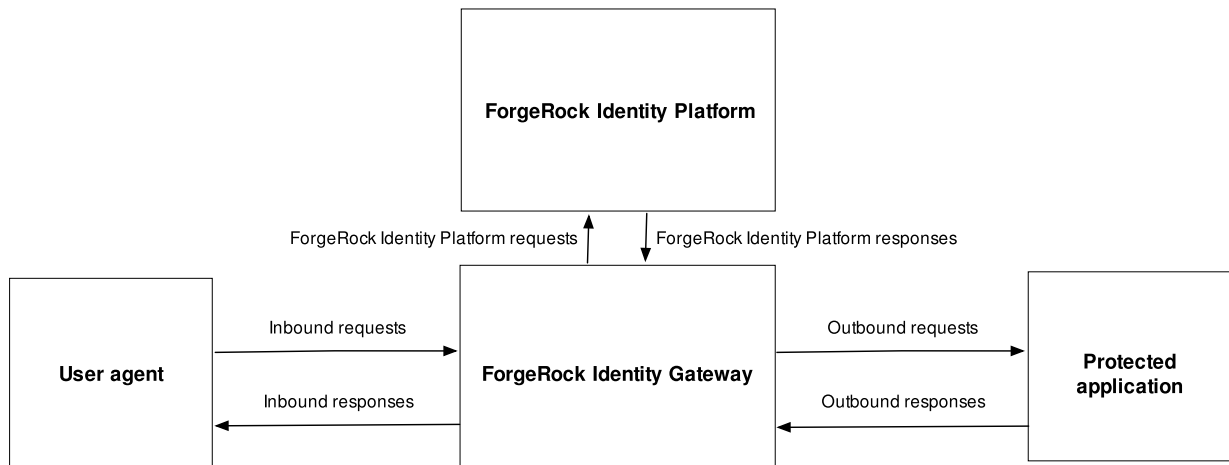 ForgeRock Identity Platform
ForgeRock Identity Platform requests
ForgeRock Identity Platform responses
Inbound requests
Outbound requests
User agent
ForgeRock Identity Gateway
Protected
application
Inbound responses
Outbound responses